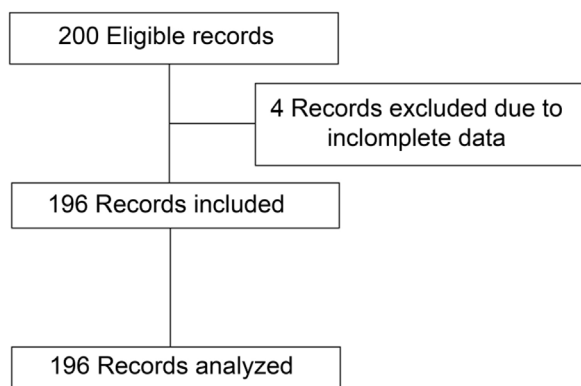 200 Eligible records
4 Records excluded due to
inclomplete data
196 Records included
196 Records analyzed